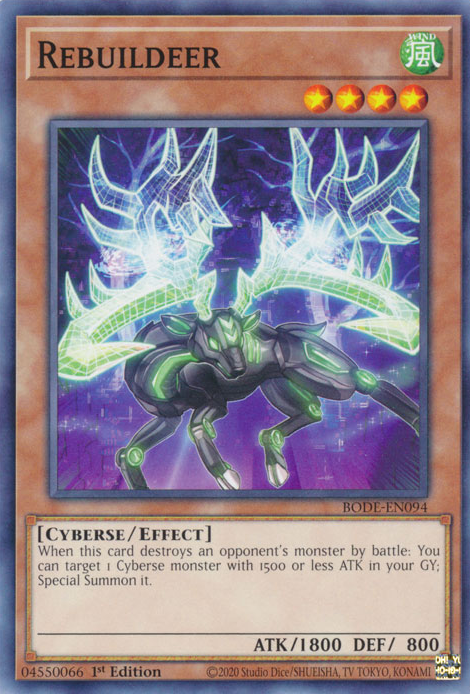 REBUILDEER
WIND
風
BODE-EN094
[CYBERSE/EFFECT]
When this card destroys an opponent's monster by battle: You
can target 1 Cyberse monster with 1500 or less ATK in your GY;
Special Summon it.
ATK/1800 DEF/ 800
04550066 1st Edition ©2020 Studio Dice/SHUEISHA, TV TOKYO, KONAMI